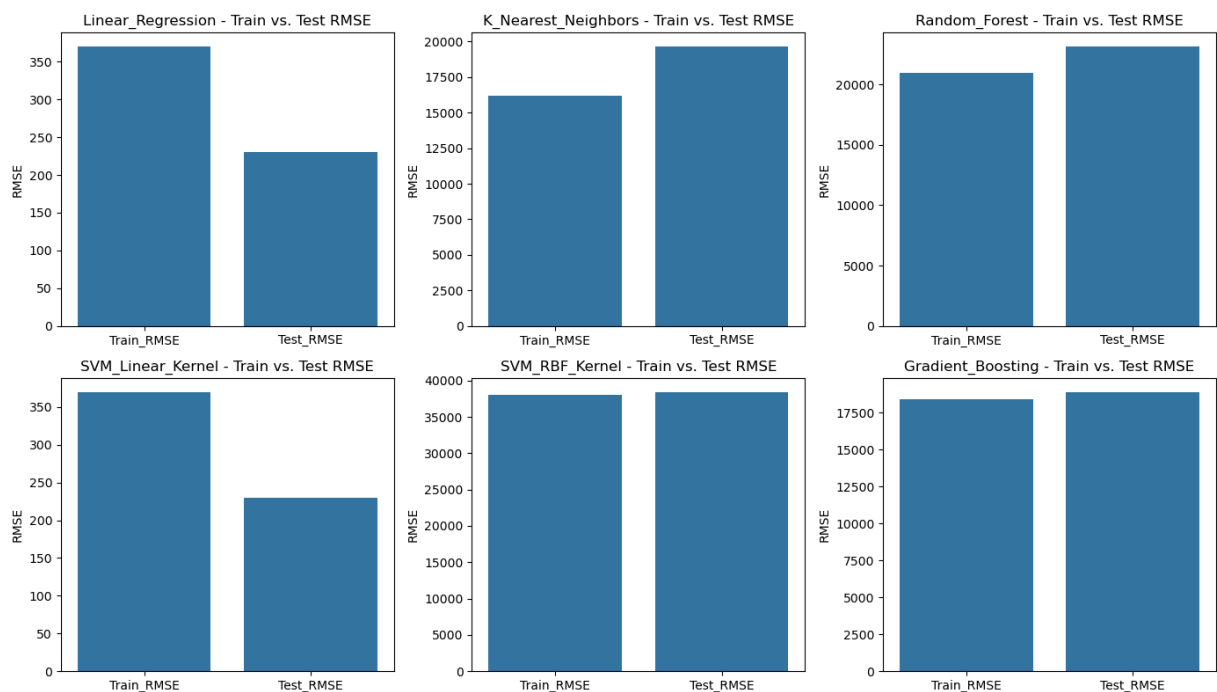 Linear_Regression - Train vs. Test RMSE
RMSE
350
300
250
200
150
100
50
0
Train_RMSE
Test_RMSE
K_Nearest_Neighbors - Train vs. Test RMSE
RMSE
20000
17500
15000
12500
10000
7500
5000
2500
0
Train_RMSE
Test_RMSE
Random_Forest - Train vs. Test RMSE
RMSE
20000
15000
10000
5000
0
Train_RMSE
Test_RMSE
SVM_Linear_Kernel - Train vs. Test RMSE
RMSE
350
300
250
200
150
100
50
0
Train_RMSE
Test_RMSE
SVM_RBF_Kernel - Train vs. Test RMSE
RMSE
40000
35000
30000
25000
20000
15000
10000
5000
0
Train_RMSE
Test_RMSE
Gradient_Boosting - Train vs. Test RMSE
RMSE
17500
15000
12500
10000
7500
5000
2500
0
Train_RMSE
Test_RMSE